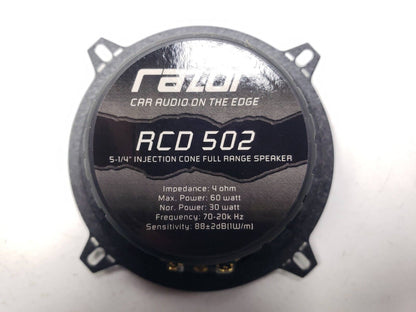 razor
CAR AUDIO ON THE EDGE
RCD 502
5-1/4" INJECTION CONE FULL RANGE SPEAKER
Impedance: 4 ohm
Max. Power: 60 watt
Nor. Power: 30 watt
Frequency: 70-20k Hz
Sensitivity: 88±2dB(1W/m)